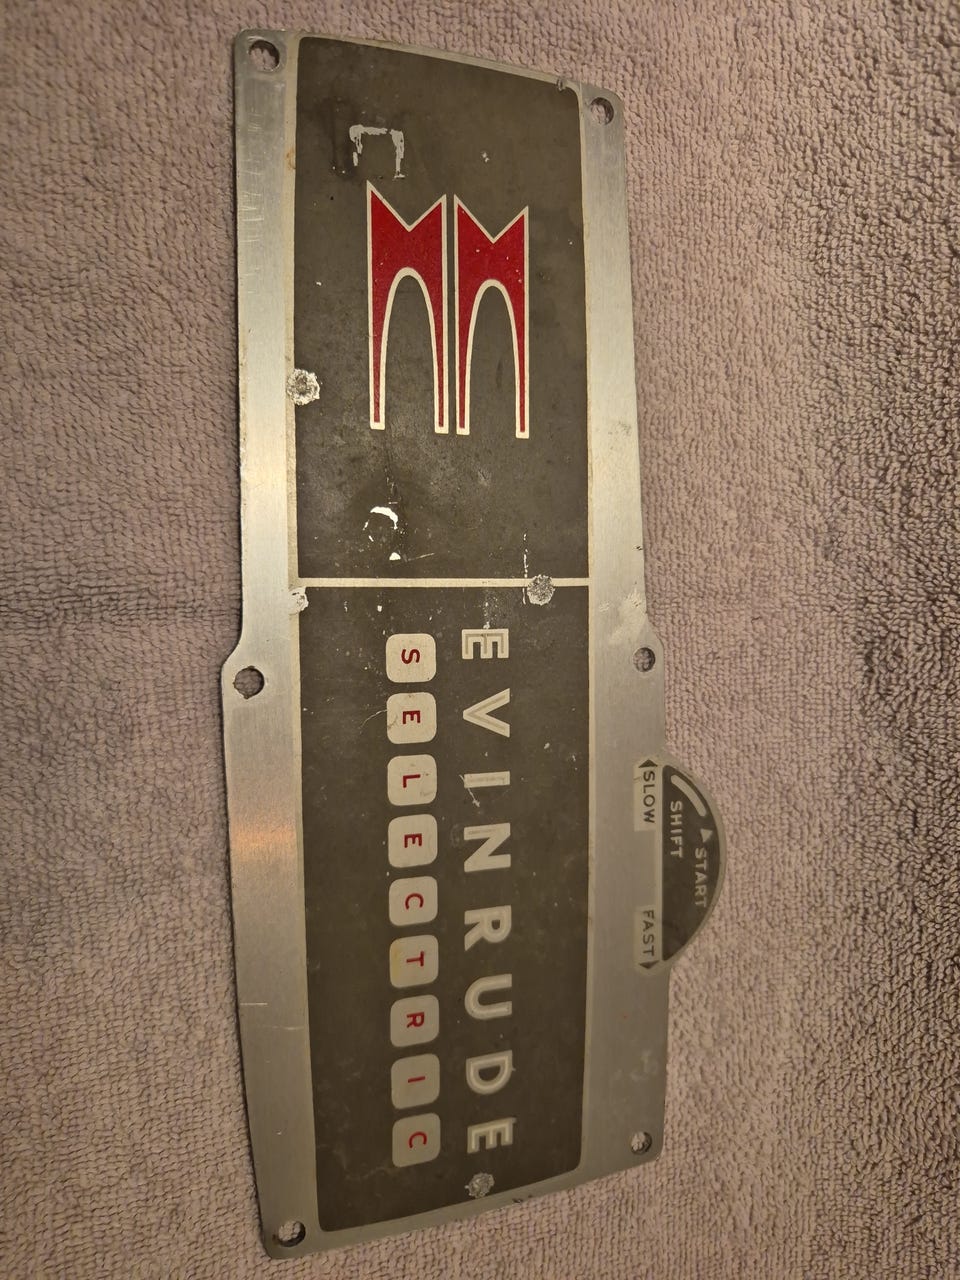 EVINRUDE
SELECTRIC
START
SHIFT
SLOW
FAST